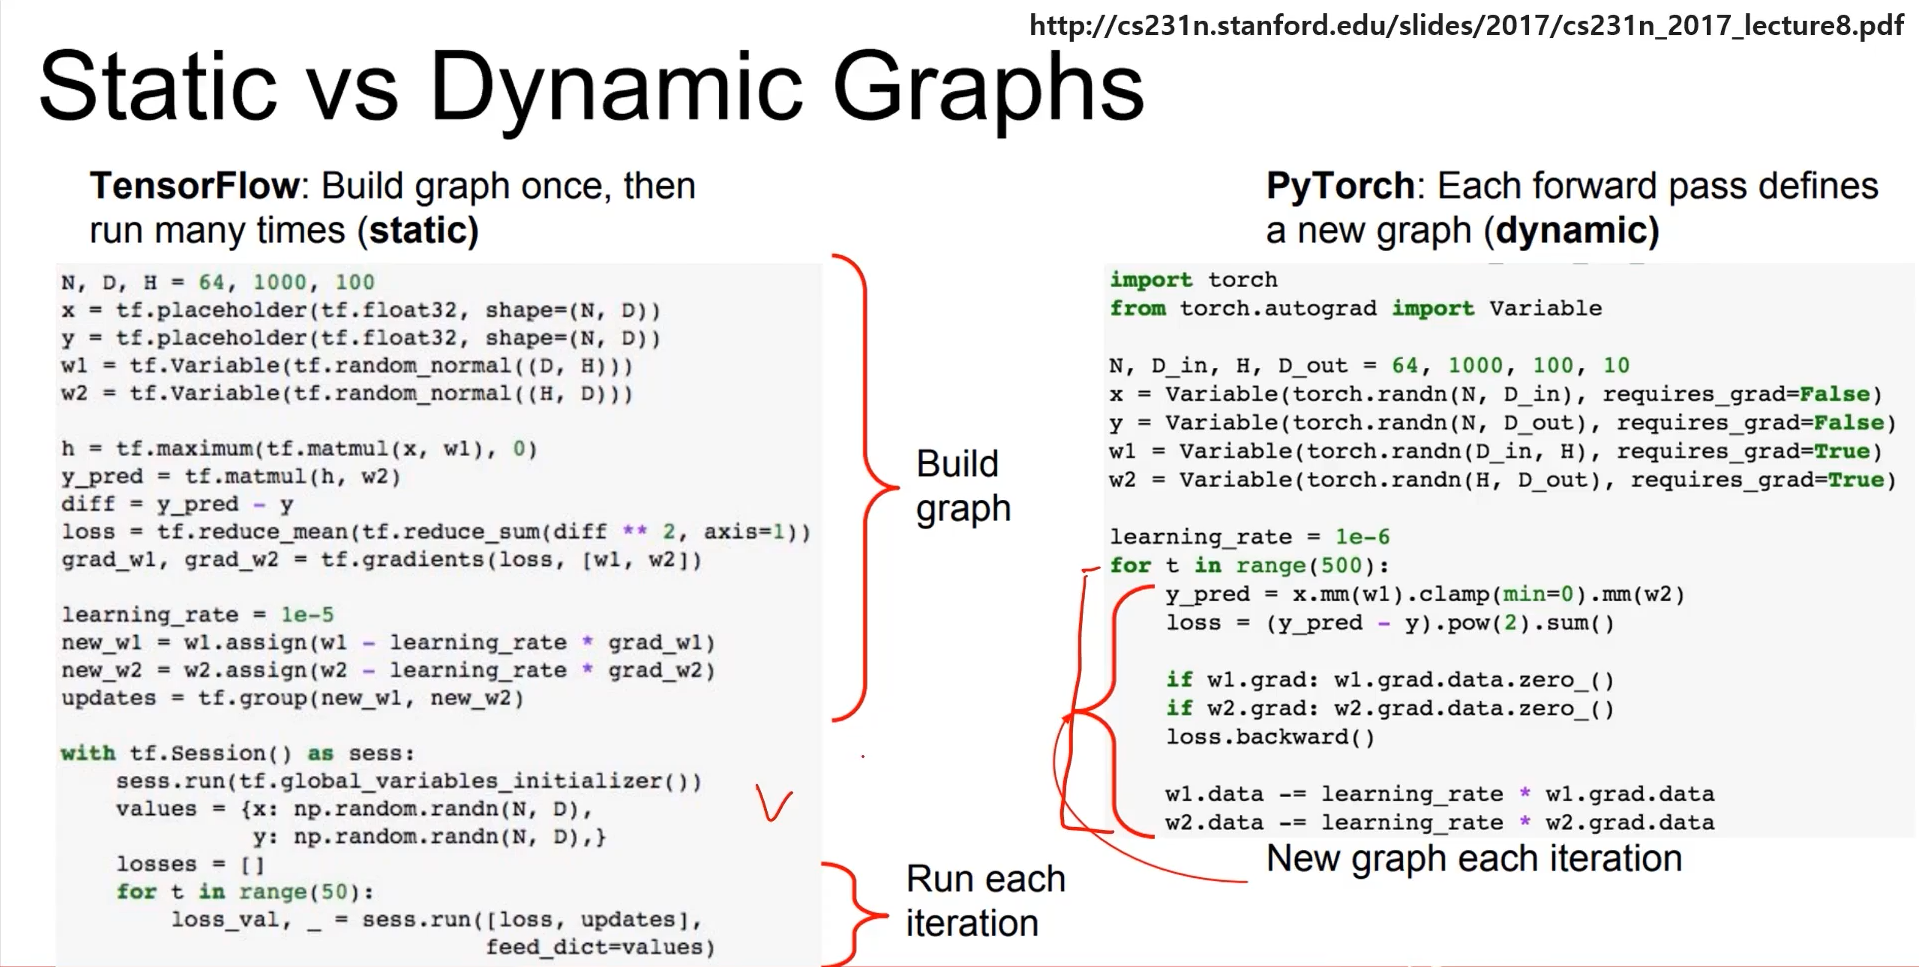 http://cs231n.stanford.edu/slides/2017/cs231n_2017_lecture8.pdf
Static vs Dynamic Graphs
TensorFlow: Build graph once, then
run many times (static)
N, D, H = 64, 1000, 100
x = tf.placeholder(tf.float32, shape=(N, D))
y = tf.placeholder(tf.float32, shape=(N, D))
w1 = tf.Variable(tf.random_normal((D, H)))
w2 = tf.Variable(tf.random_normal((H, D)))
h = tf.maximum(tf.matmul(x, w1), 0)
y_pred = tf.matmul(h, w2)
diff = y_pred - y
loss = tf.reduce_mean(tf.reduce_sum(diff ** 2, axis=1))
grad_w1, grad_w2 = tf.gradients(loss, [w1, w2])
learning_rate = 1e-5
new_w1 = w1.assign(w1 - learning_rate * grad_w1)
new_w2 = w2.assign(w2 - learning_rate * grad_w2)
updates = tf.group(new_w1, new_w2)
with tf.Session() as sess:
    sess.run(tf.global_variables_initializer())
    values = {x: np.random.randn(N, D),
              y: np.random.randn(N, D),}
    losses = []
    for t in range(50):
        loss_val, _ = sess.run([loss, updates],
                               feed_dict=values)
Build
graph
Run each
iteration
PyTorch: Each forward pass defines
a new graph (dynamic)
import torch
from torch.autograd import Variable
N, D_in, H, D_out = 64, 1000, 100, 10
x = Variable(torch.randn(N, D_in), requires_grad=False)
y = Variable(torch.randn(N, D_out), requires_grad=False)
w1 = Variable(torch.randn(D_in, H), requires_grad=True)
w2 = Variable(torch.randn(H, D_out), requires_grad=True)
learning_rate = 1e-6
for t in range(500):
    y_pred = x.mm(w1).clamp(min=0).mm(w2)
    loss = (y_pred - y).pow(2).sum()
    if w1.grad: w1.grad.data.zero_()
    if w2.grad: w2.grad.data.zero_()
    loss.backward()
    w1.data -= learning_rate * w1.grad.data
    w2.data -= learning_rate * w2.grad.data
New graph each iteration